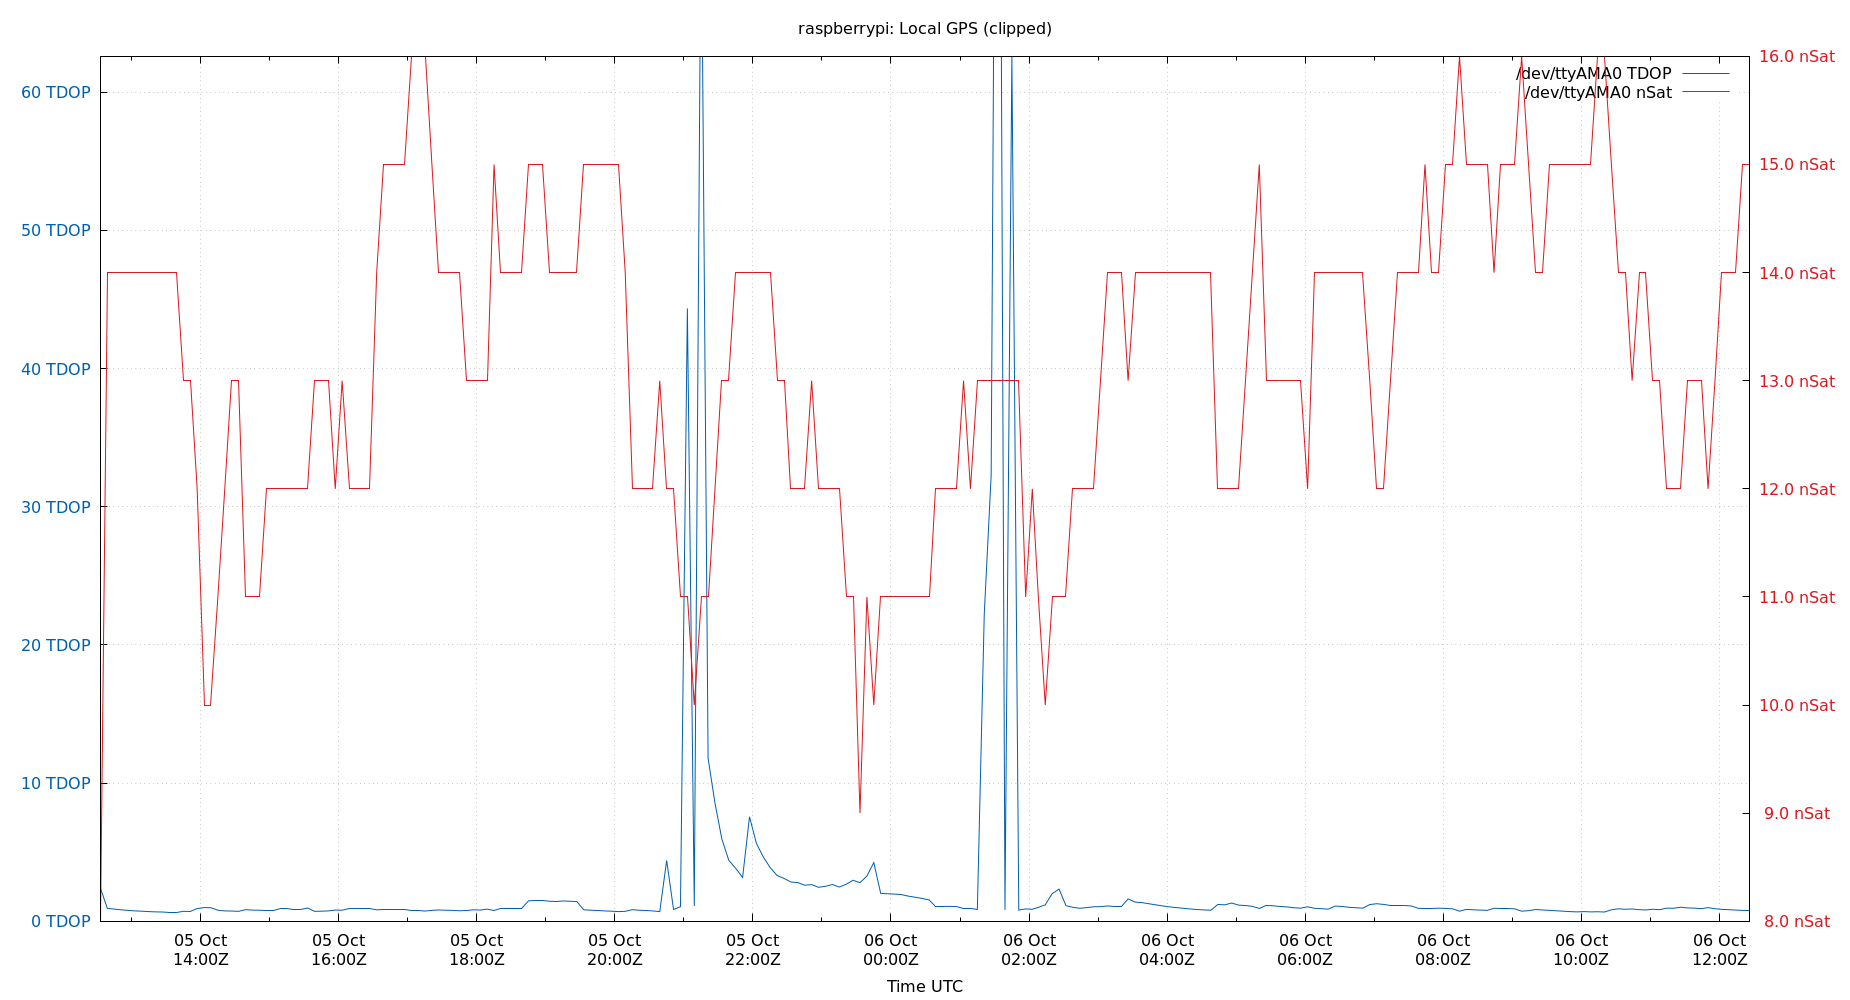 raspberrypi: Local GPS (clipped)
/dev/ttyAMA0 TDOP
/dev/ttyAMA0 nSat
60 TDOP
50 TDOP
40 TDOP
30 TDOP
20 TDOP
10 TDOP
0 TDOP
16.0 nSat
15.0 nSat
14.0 nSat
13.0 nSat
12.0 nSat
11.0 nSat
10.0 nSat
9.0 nSat
8.0 nSat
05 Oct
14:00Z
05 Oct
16:00Z
05 Oct
18:00Z
05 Oct
20:00Z
05 Oct
22:00Z
06 Oct
00:00Z
06 Oct
02:00Z
06 Oct
04:00Z
06 Oct
06:00Z
06 Oct
08:00Z
06 Oct
10:00Z
06 Oct
12:00Z
Time UTC